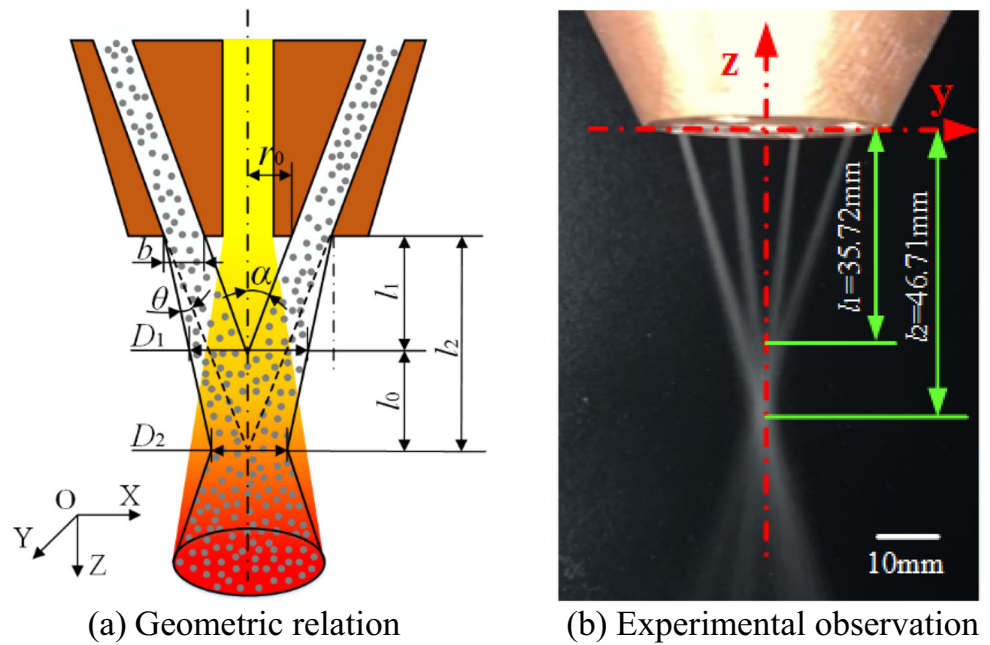 r₀
b
α
θ
l₁
l₂
D₁
l₀
D₂
O
X
Y
Z
(a) Geometric relation
z
y
l₁=35.72mm
l₂=46.71mm
10mm
(b) Experimental observation